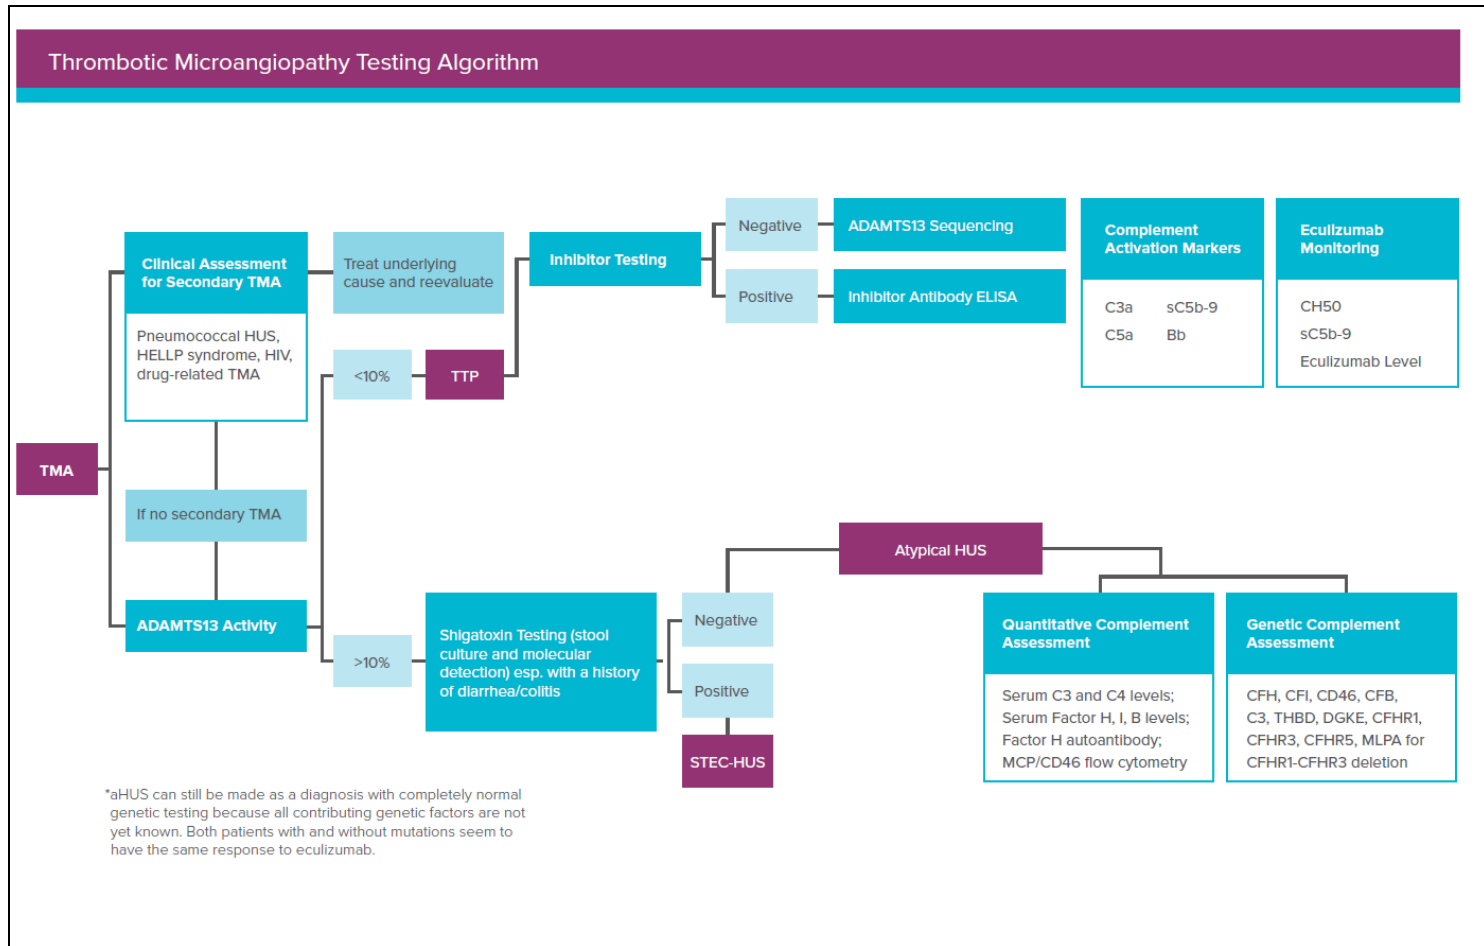 Thrombotic Microangiopathy Testing Algorithm
TMA
Clinical Assessment
for Secondary TMA
Pneumococcal HUS,
HELLP syndrome, HIV,
drug-related TMA
Treat underlying
cause and reevaluate
If no secondary TMA
ADAMTS13 Activity
<10%
TTP
Inhibitor Testing
Negative
ADAMTS13 Sequencing
Positive
Inhibitor Antibody ELISA
Complement
Activation Markers
C3a sC5b-9
C5a Bb
Eculizumab
Monitoring
CH50
sC5b-9
Eculizumab Level
>10%
Shigatoxin Testing (stool
culture and molecular
detection) esp. with a history
of diarrhea/colitis
Negative
Positive
STEC-HUS
Atypical HUS
Quantitative Complement
Assessment
Serum C3 and C4 levels;
Serum Factor H, I, B levels;
Factor H autoantibody;
MCP/CD46 flow cytometry
Genetic Complement
Assessment
CFH, CFI, CD46, CFB,
C3, THBD, DGKE, CFHR1,
CFHR3, CFHR5, MLPA for
CFHR1-CFHR3 deletion
*aHUS can still be made as a diagnosis with completely normal
genetic testing because all contributing genetic factors are not
yet known. Both patients with and without mutations seem to
have the same response to eculizumab.